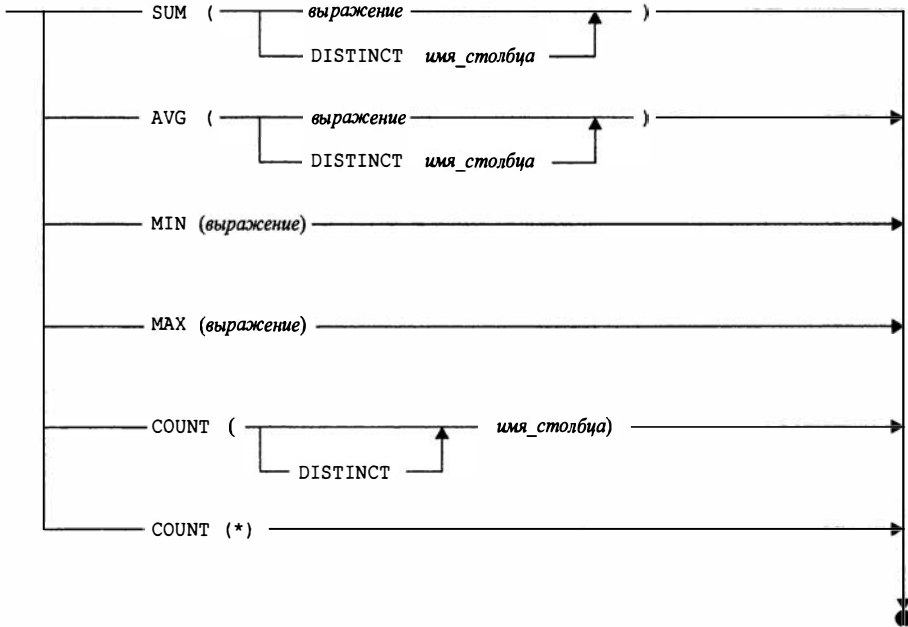 SUM ( выражение )
DISTINCT имя_столбца
AVG ( выражение )
DISTINCT имя_столбца
MIN (выражение)
MAX (выражение)
COUNT ( имя_столбца)
DISTINCT
COUNT (*)